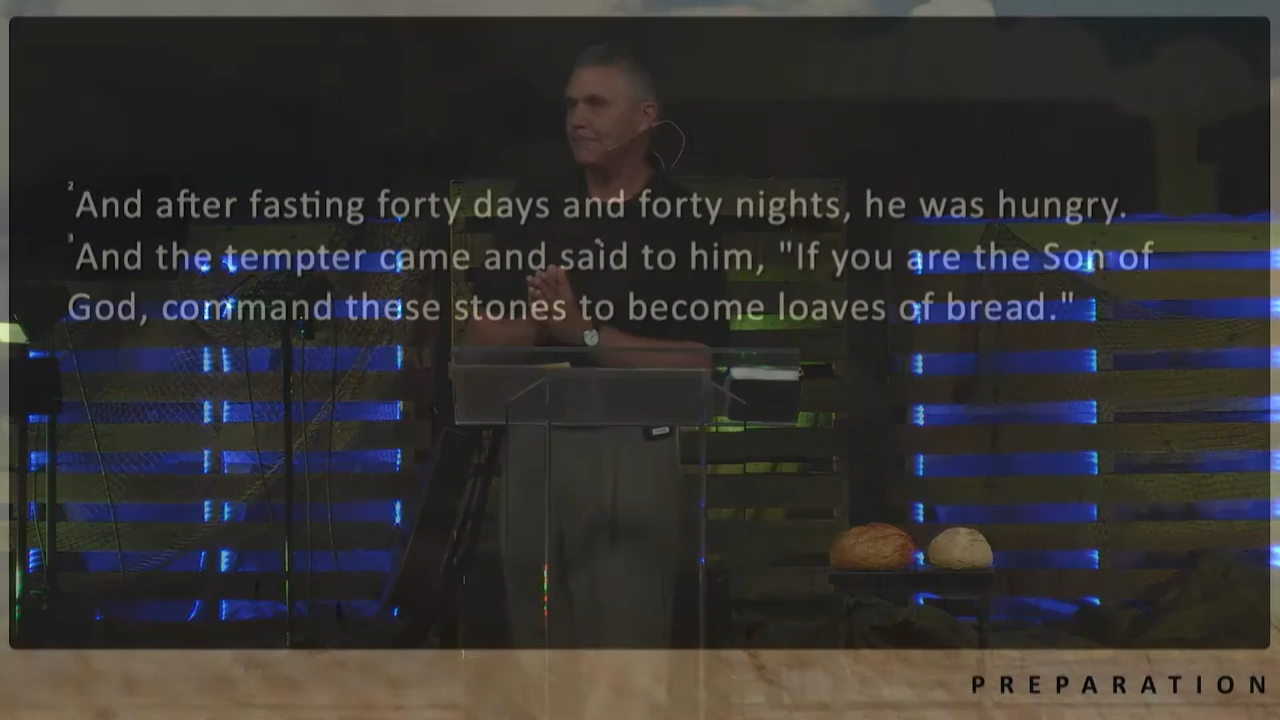 ²And after fasting forty days and forty nights, he was hungry.
³And the tempter came and said to him, "If you are the Son of
God, command these stones to become loaves of bread."
PREPARATION